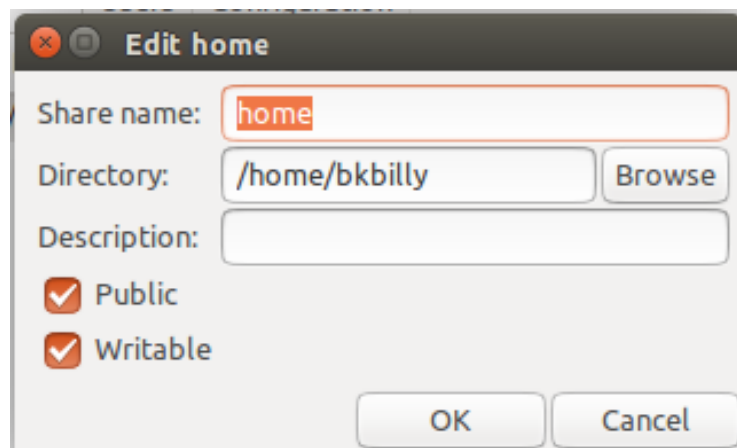 Edit home
Share name: home
Directory: /home/bkbilly Browse
Description:
Public
Writable
OK Cancel